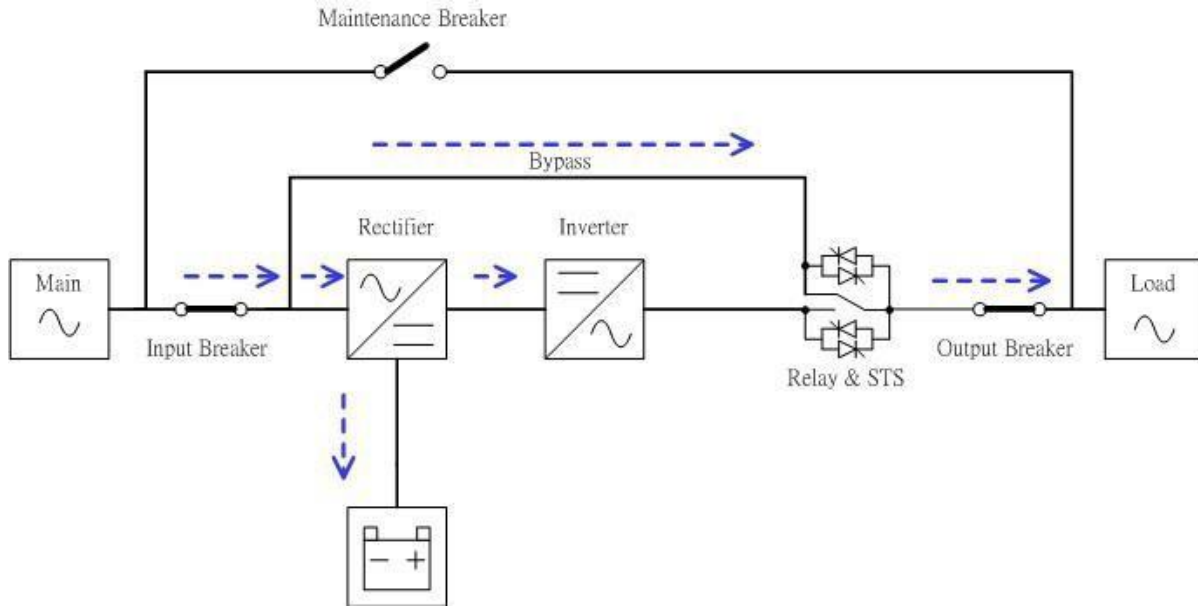 Maintenance Breaker
Bypass
Rectifier
Inverter
Main
Load
Input Breaker
Output Breaker
Relay & STS